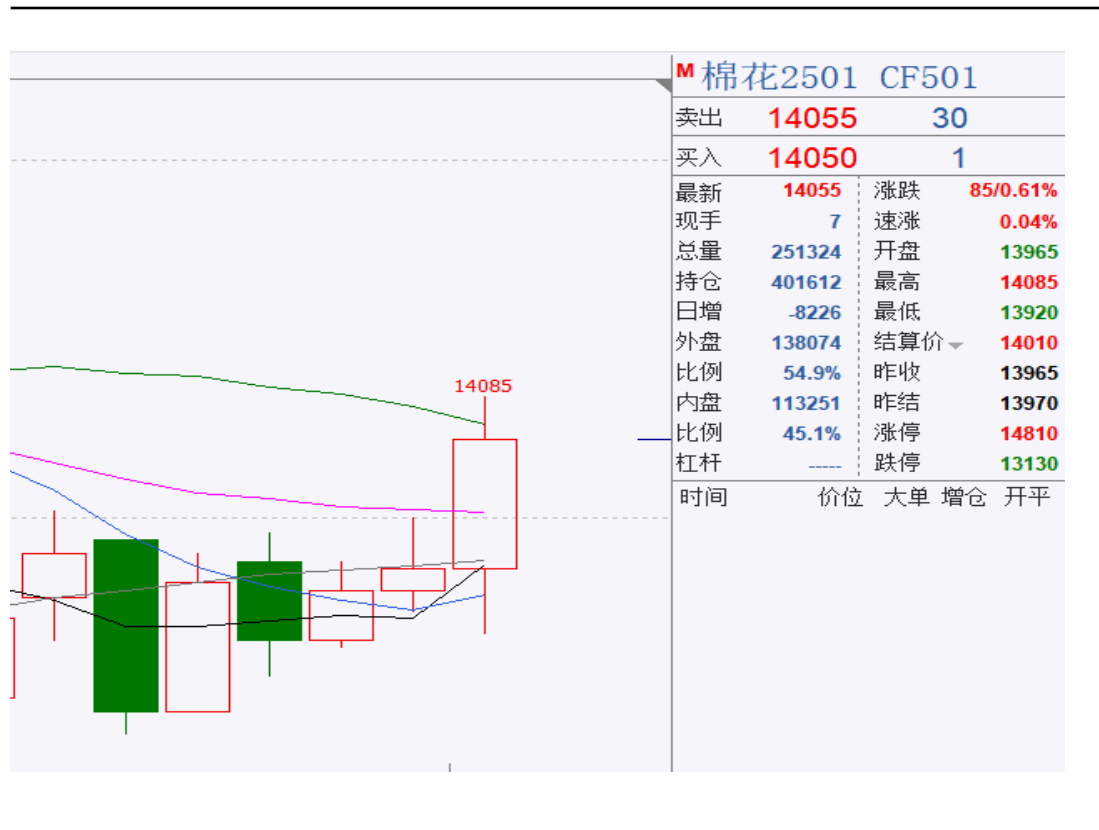 M 棉花2501 CF501
卖出 14055 30
买入 14050 1
最新 14055 涨跌 85/0.61%
现手 7 速涨 0.04%
总量 251324 开盘 13965
持仓 401612 最高 14085
日增 -8226 最低 13920
外盘 138074 结算价 14010
比例 54.9% 昨收 13965
内盘 113251 昨结 13970
比例 45.1% 涨停 14810
杠杆 ----- 跌停 13130
时间 价位 大单 增仓 开平
14085